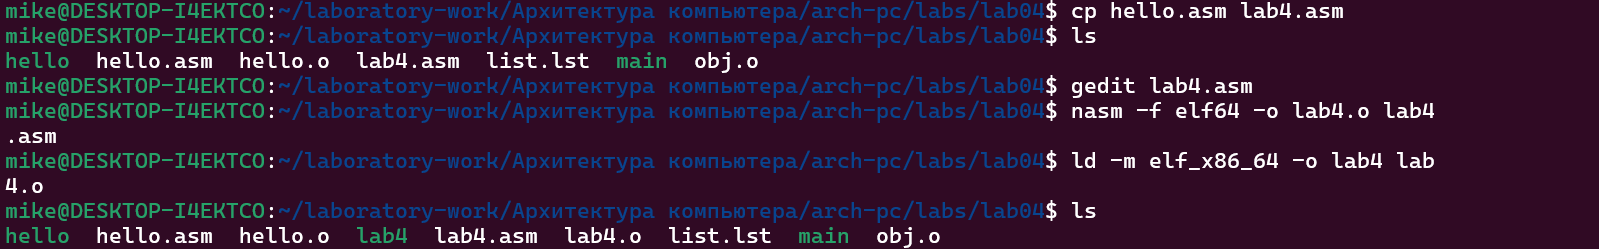 mike@DESKTOP-I4EKTCO:~/laboratory-work/Архитектура компьютера/arch-pc/labs/lab04$ cp hello.asm lab4.asm
mike@DESKTOP-I4EKTCO:~/laboratory-work/Архитектура компьютера/arch-pc/labs/lab04$ ls
hello  hello.asm  hello.o  lab4.asm  list.lst  main  obj.o
mike@DESKTOP-I4EKTCO:~/laboratory-work/Архитектура компьютера/arch-pc/labs/lab04$ gedit lab4.asm
mike@DESKTOP-I4EKTCO:~/laboratory-work/Архитектура компьютера/arch-pc/labs/lab04$ nasm -f elf64 -o lab4.o lab4
.asm
mike@DESKTOP-I4EKTCO:~/laboratory-work/Архитектура компьютера/arch-pc/labs/lab04$ ld -m elf_x86_64 -o lab4 lab
4.o
mike@DESKTOP-I4EKTCO:~/laboratory-work/Архитектура компьютера/arch-pc/labs/lab04$ ls
hello  hello.asm  hello.o  lab4  lab4.asm  lab4.o  list.lst  main  obj.o